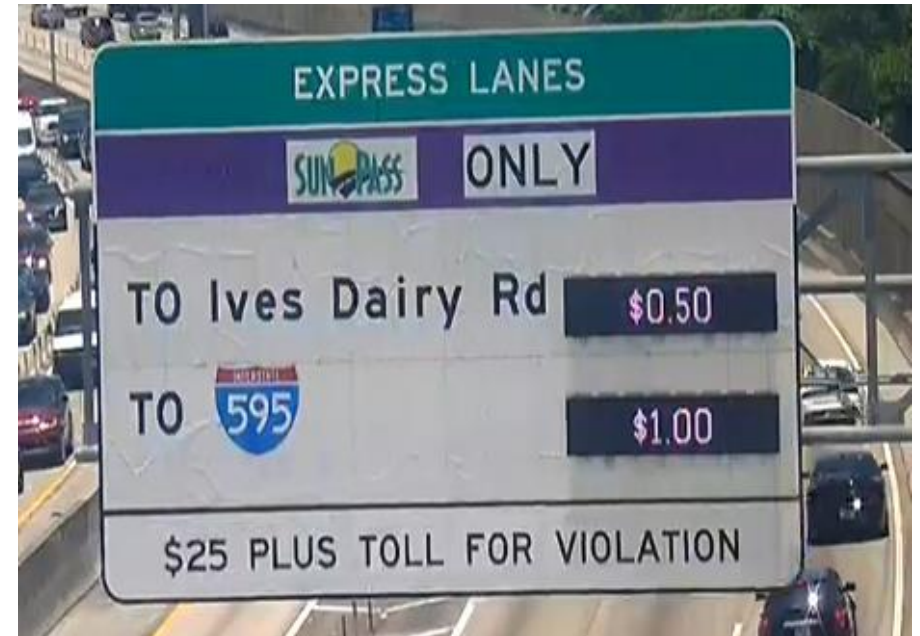 EXPRESS LANES
SUNPASS ONLY
TO Ives Dairy Rd $0.50
TO INTERSTATE 595 $1.00
$25 PLUS TOLL FOR VIOLATION